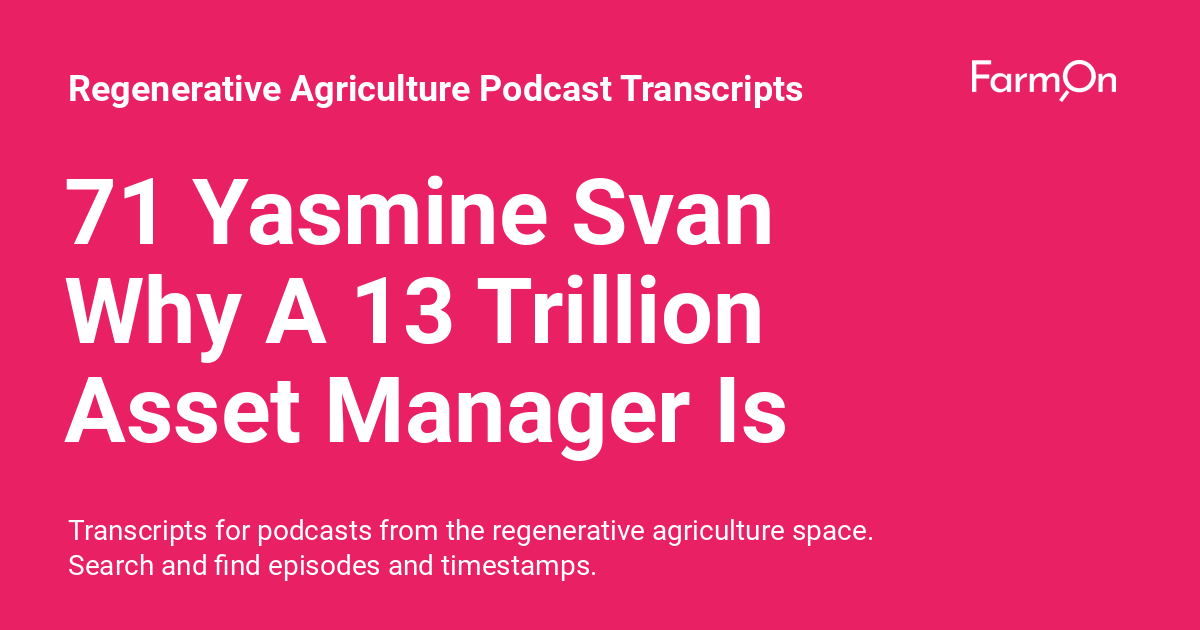 Regenerative Agriculture Podcast Transcripts
FarmOn
71 Yasmine Svan
Why A 13 Trillion
Asset Manager Is
Transcripts for podcasts from the regenerative agriculture space.
Search and find episodes and timestamps.